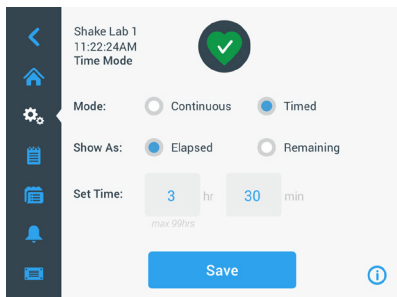 Shake Lab 1
11:22:24AM
Time Mode
Mode: Continuous Timed
Show As: Elapsed Remaining
Set Time: 3 hr 30 min
max 99hrs
Save